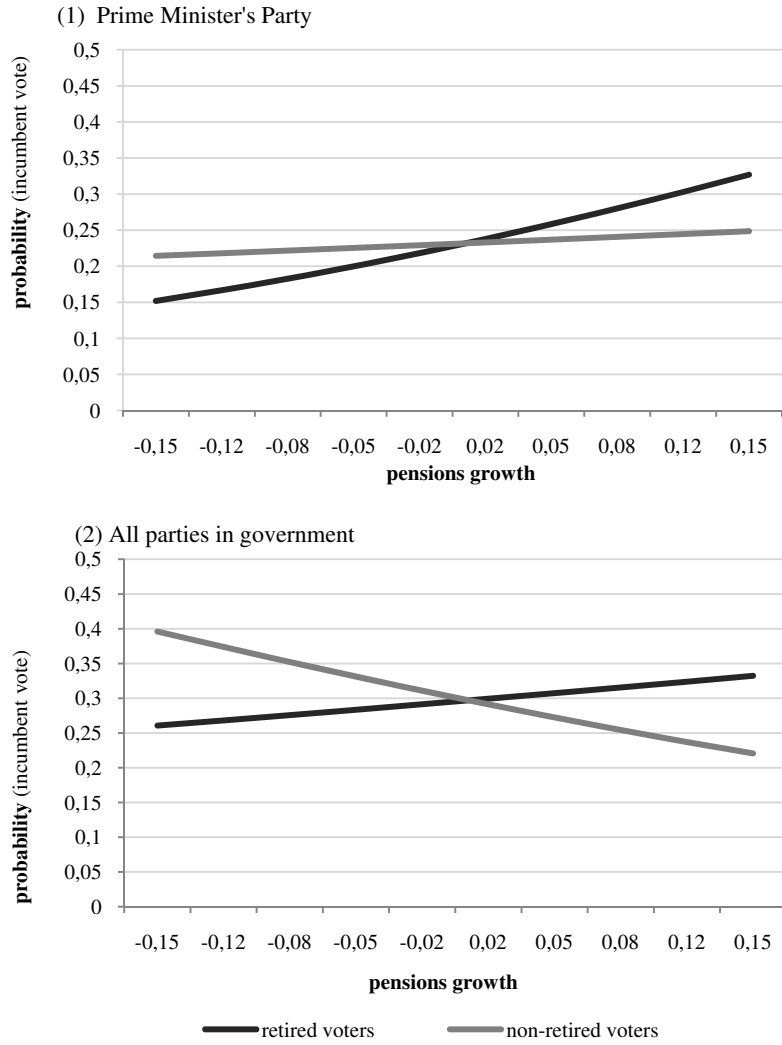 (1) Prime Minister's Party
0,5
0,45
0,4
0,35
0,3
0,25
0,2
0,15
0,1
0,05
0
probability (incumbent vote)
-0,15 -0,12 -0,08 -0,05 -0,02 0,02 0,05 0,08 0,12 0,15
pensions growth
(2) All parties in government
0,5
0,45
0,4
0,35
0,3
0,25
0,2
0,15
0,1
0,05
0
probability (incumbent vote)
-0,15 -0,12 -0,08 -0,05 -0,02 0,02 0,05 0,08 0,12 0,15
pensions growth
retired voters non-retired voters